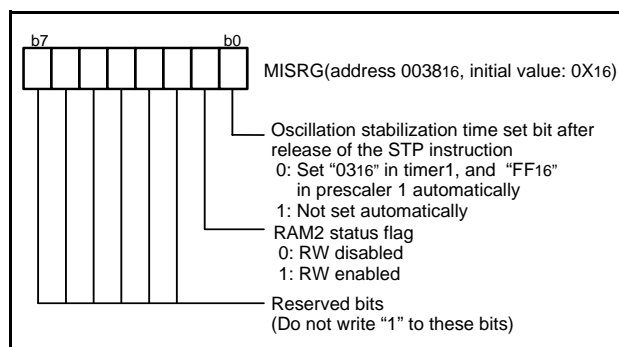 b7 b0
MISRG(address 003816, initial value: 0X16)
Oscillation stabilization time set bit after
release of the STP instruction
0: Set “0316” in timer1, and “FF16”
in prescaler 1 automatically
1: Not set automatically
RAM2 status flag
0: RW disabled
1: RW enabled
Reserved bits
(Do not write “1” to these bits)